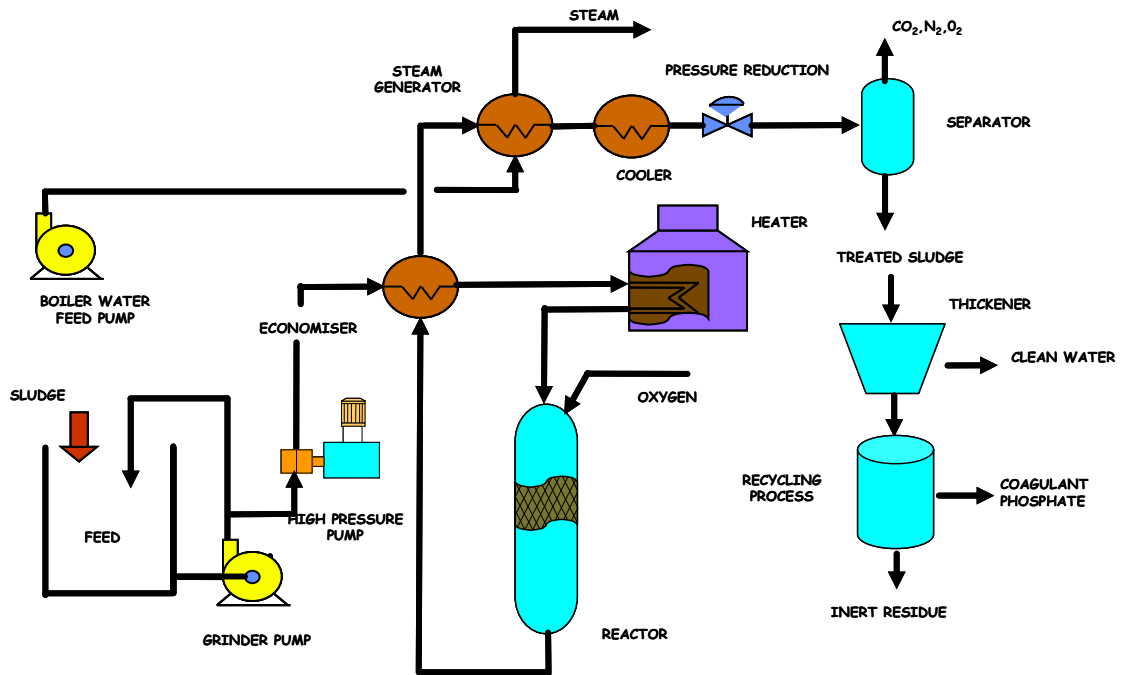 STEAM
CO₂,N₂,0₂
STEAM
GENERATOR
PRESSURE REDUCTION
SEPARATOR
COOLER
HEATER
TREATED SLUDGE
BOILER WATER
FEED PUMP
ECONOMISER
THICKENER
CLEAN WATER
SLUDGE
OXYGEN
RECYCLING
PROCESS
COAGULANT
PHOSPHATE
HIGH PRESSURE
PUMP
FEED
INERT RESIDUE
GRINDER PUMP
REACTOR